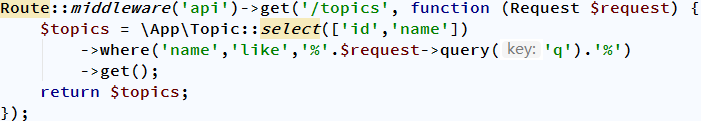 Route::middleware('api')->get('/topics', function (Request $request) {
    $topics = \App\Topic::select(['id','name'])
        ->where('name','like','%'.$request->query( key: 'q').'%')
        ->get();
    return $topics;
});